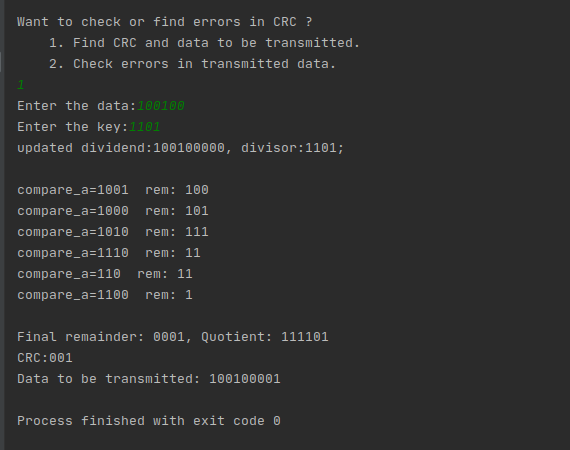 Want to check or find errors in CRC ?
    1. Find CRC and data to be transmitted.
    2. Check errors in transmitted data.
1
Enter the data:100100
Enter the key:1101
updated dividend:100100000, divisor:1101;
compare_a=1001  rem: 100
compare_a=1000  rem: 101
compare_a=1010  rem: 111
compare_a=1110  rem: 11
compare_a=110  rem: 11
compare_a=1100  rem: 1
Final remainder: 0001, Quotient: 111101
CRC:001
Data to be transmitted: 100100001
Process finished with exit code 0